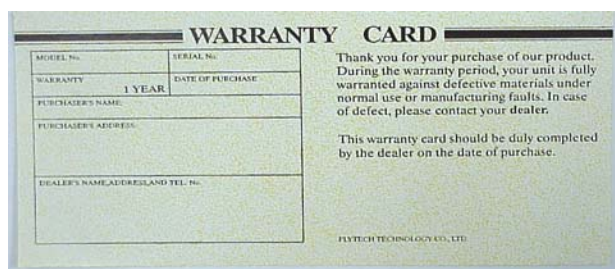 WARRANTY CARD
MODEL No.
SERIAL No.
WARRANTY
1 YEAR
DATE OF PURCHASE
PURCHASER'S NAME:
PURCHASER'S ADDRESS:
DEALER'S NAME,ADDRESS,AND TEL. No.
Thank you for your purchase of our product.
During the warranty period, your unit is fully
warranted against defective materials under
normal use or manufacturing faults. In case
of defect, please contact your dealer.
This warranty card should be duly completed
by the dealer on the date of purchase.
FLYTECH TECHNOLOGY CO., LTD